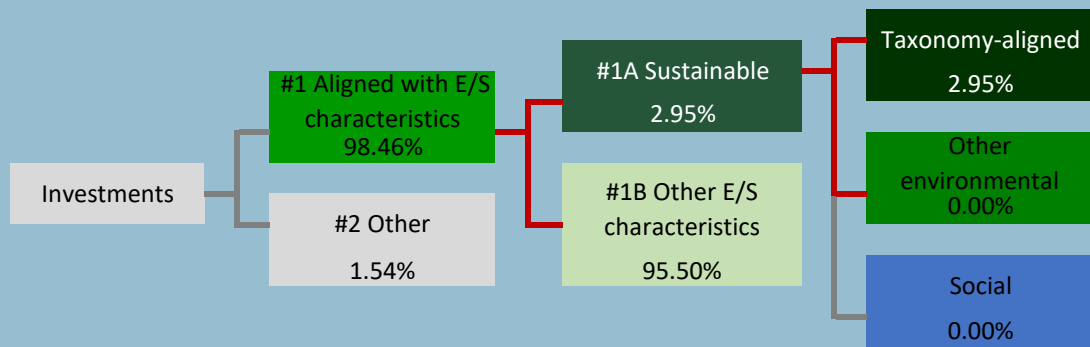 Investments
#1 Aligned with E/S
characteristics
98.46%
#2 Other
1.54%
#1A Sustainable
2.95%
#1B Other E/S
characteristics
95.50%
Taxonomy-aligned
2.95%
Other
environmental
0.00%
Social
0.00%